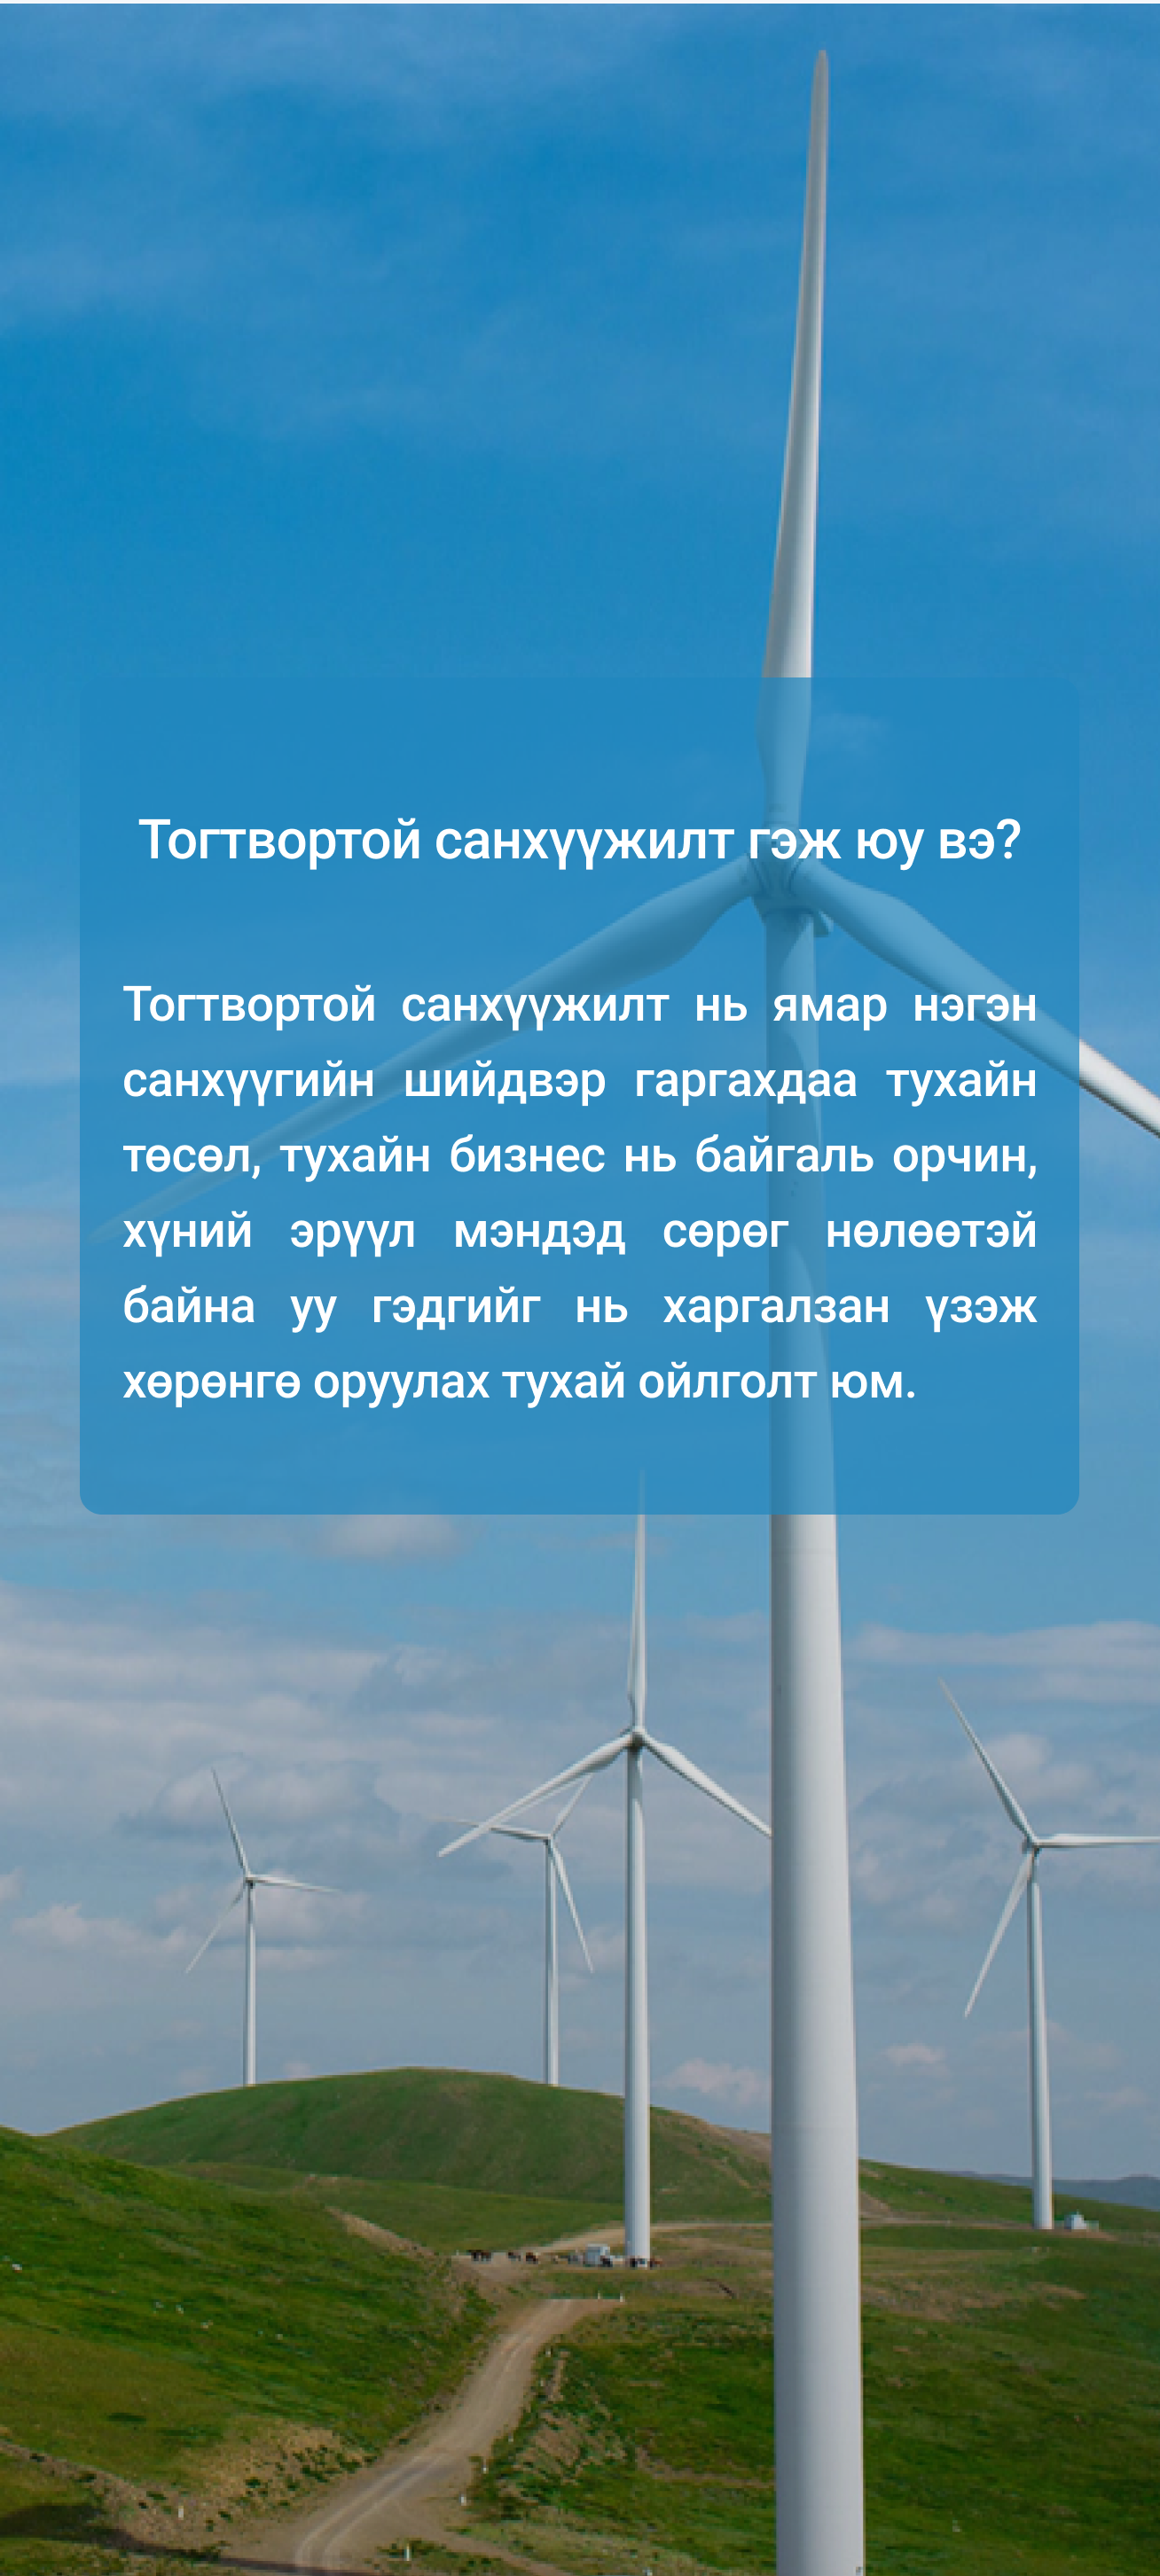 Тогтвортой санхүүжилт гэж юу вэ?
Тогтвортой санхүүжилт нь ямар нэгэн
санхүүгийн шийдвэр гаргахдаа тухайн
төсөл, тухайн бизнес нь байгаль орчин,
хүний эрүүл мэндэд сөрөг нөлөөтэй
байна уу гэдгийг нь харгалзан үзэж
хөрөнгө оруулах тухай ойлголт юм.